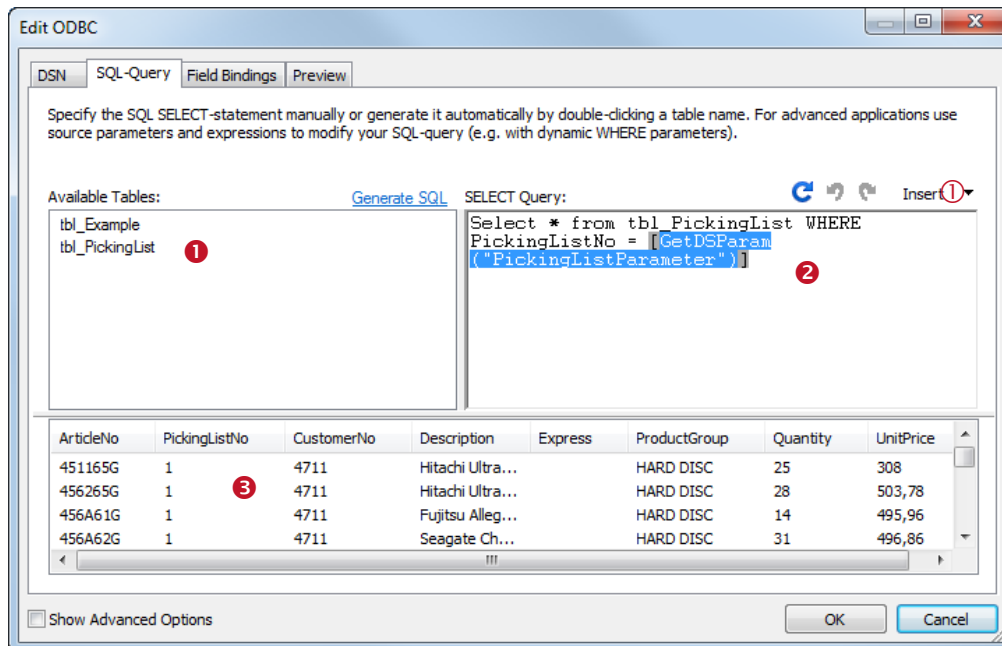 Edit ODBC
DSN SQL-Query Field Bindings Preview
Specify the SQL SELECT-statement manually or generate it automatically by double-clicking a table name. For advanced applications use
source parameters and expressions to modify your SQL-query (e.g. with dynamic WHERE parameters).
Available Tables: Generate SQL SELECT Query: Insert ①
tbl_Example
tbl_PickingList ❶
Select * from tbl_PickingList WHERE
PickingListNo = [GetDSParam
("PickingListParameter")]
❷
ArticleNo PickingListNo CustomerNo Description Express ProductGroup Quantity UnitPrice
451165G 1 4711 Hitachi Ultra... HARD DISC 25 308
456265G 1 ❸ 4711 Hitachi Ultra... HARD DISC 28 503,78
456A61G 1 4711 Fujitsu Alleg... HARD DISC 14 495,96
456A62G 1 4711 Seagate Ch... HARD DISC 31 496,86
Show Advanced Options OK Cancel